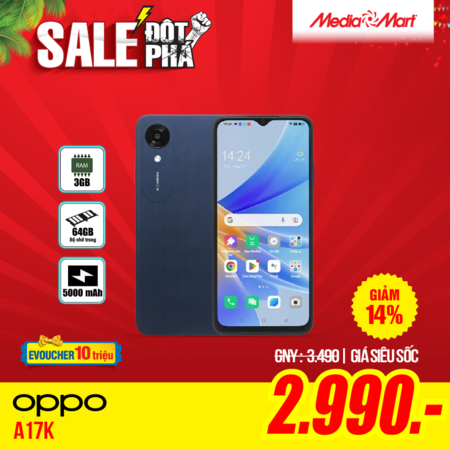 SALE ĐỘT PHÁ
MediaMart
RAM
3GB
64GB
Bộ nhớ trong
5000 mAh
14:24
GIẢM
14%
EVOUCHER 10 triệu
GNY : 3.490 | GIÁ SIÊU SỐC
oppo
A17K
2.990.-